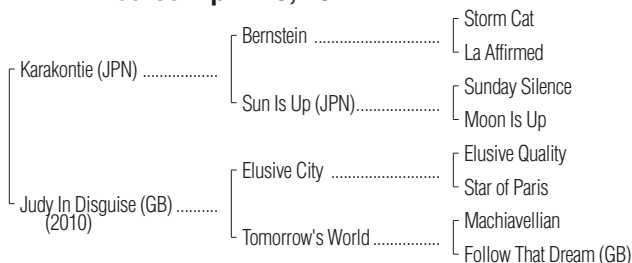 Storm Cat
Bernstein ........................................
La Affirmed
Karakontie (JPN) ..................
Sunday Silence
Sun Is Up (JPN)....................
Moon Is Up
Elusive Quality
Elusive City ..........................
Star of Paris
Judy In Disguise (GB) ..........
(2010)
Machiavellian
Tomorrow's World ................
Follow That Dream (GB)